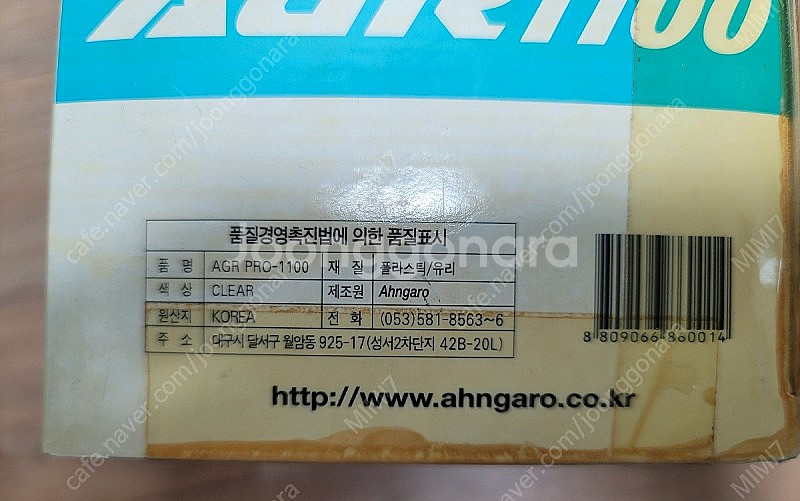 AGR1100
품질경영촉진법에 의한 품질표시
품 명 AGR PRO-1100 재 질 플라스틱/유리
색 상 CLEAR 제조원 Ahngaro
원산지 KOREA 전 화 (053)581-8563~6
주 소 대구시 달서구 월암동 925-17(성서2차단지 42B-20L)
8 809066 860014
http://www.ahngaro.co.kr
Joonggonara
cafe.naver.com/joonggonara
MIMI7